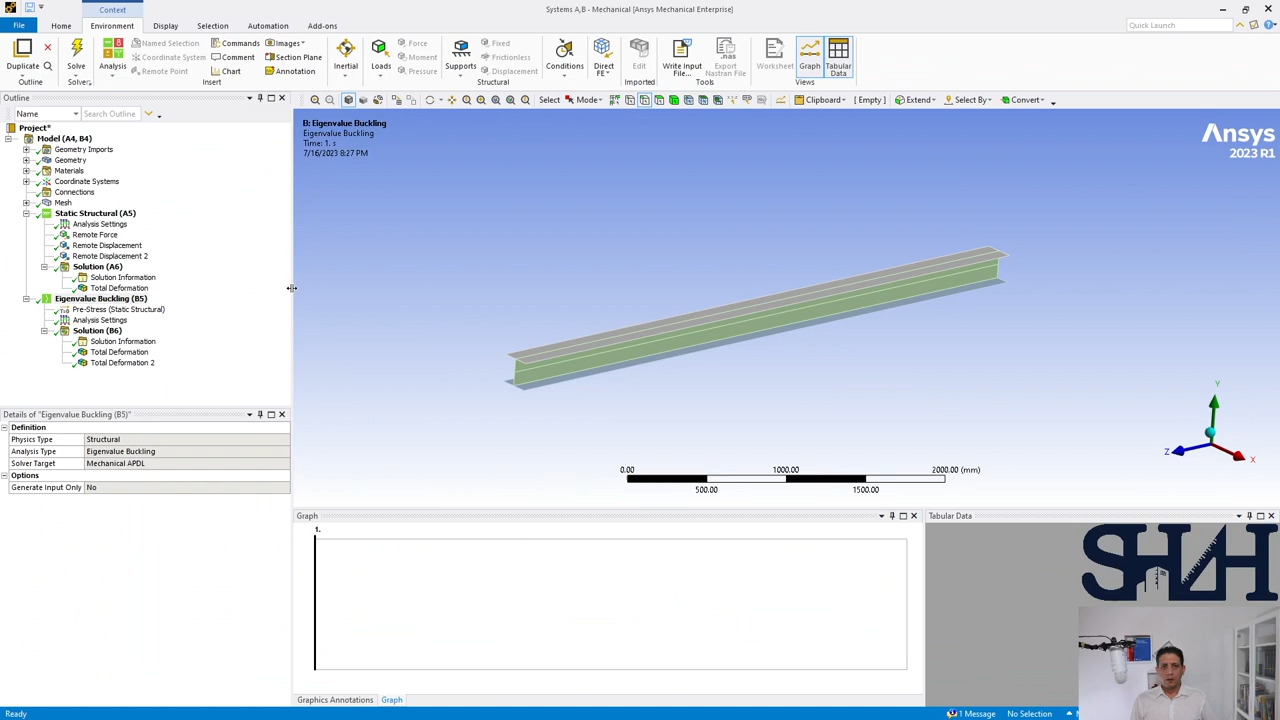 Context
Systems A,B - Mechanical [Ansys Mechanical Enterprise]
File Home Environment Display Selection Automation Add-ons
Quick Launch
Duplicate
Outline
Solve
Solver
Analysis
Named Selection
Coordinate System
Remote Point
Commands
Comment
Chart
Images
Section Plane
Annotation
Insert
Inertial
Loads
Force
Moment
Pressure
Supports
Fixed
Frictionless
Displacement
Structural
Conditions
Direct FE
Edit
Imported
Write Input File...
Export Nastran File
Tools
Worksheet
Graph
Tabular Data
Views
Outline
Name
Search Outline
Select Mode Clipboard [ Empty ] Extend Select By Convert
Project*
Model (A4, B4)
Geometry Imports
Geometry
Materials
Coordinate Systems
Connections
Mesh
Static Structural (A5)
Analysis Settings
Remote Force
Remote Displacement
Remote Displacement 2
Solution (A6)
Solution Information
Total Deformation
Eigenvalue Buckling (B5)
Pre-Stress (Static Structural)
Analysis Settings
Solution (B6)
Solution Information
Total Deformation
Total Deformation 2
Details of "Eigenvalue Buckling (B5)"
Definition
Physics Type Structural
Analysis Type Eigenvalue Buckling
Solver Target Mechanical APDL
Options
Generate Input Only No
B: Eigenvalue Buckling
Eigenvalue Buckling
Time: 1. s
7/16/2023 8:27 PM
Ansys
2023 R1
Y
Z
X
0.00 1000.00 2000.00 (mm)
500.00 1500.00
Graph
1.
Tabular Data
Graphics Annotations Graph
Ready
1 Message No Selection